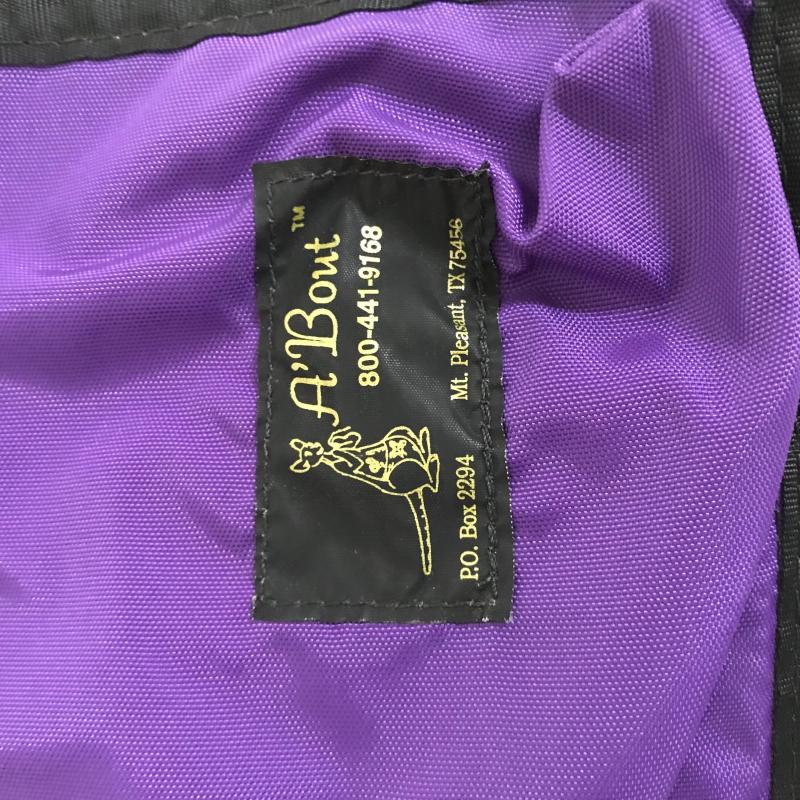 A'Bout™
800-441-9168
P.O. Box 2294 Mt. Pleasant, TX 75456